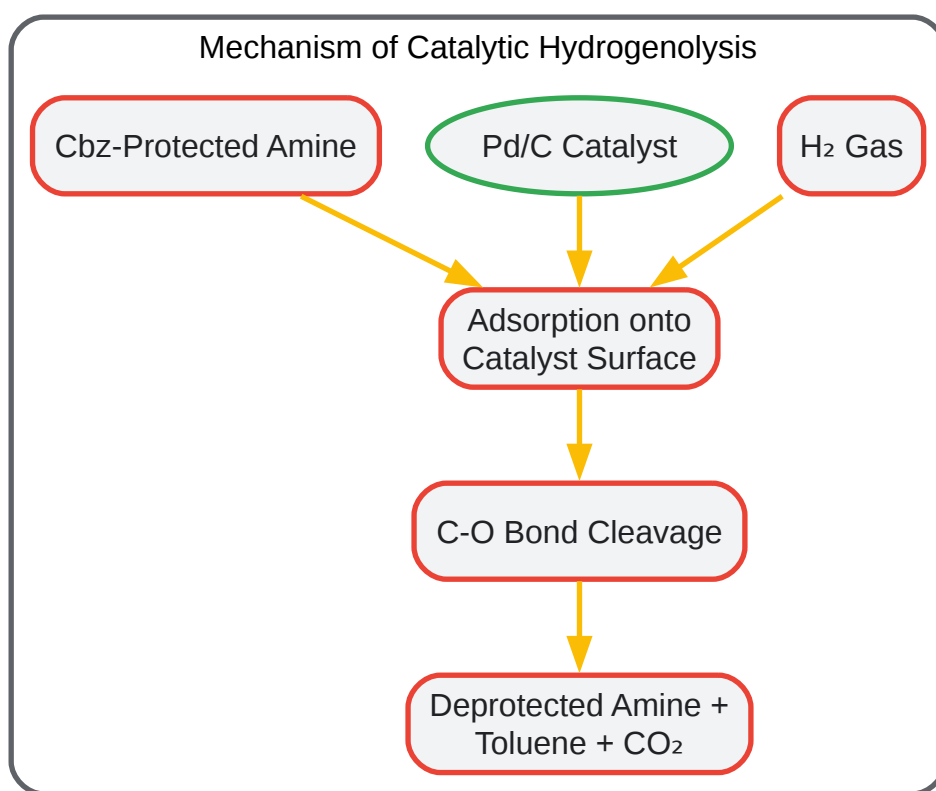 Mechanism of Catalytic Hydrogenolysis
Cbz-Protected Amine
Pd/C Catalyst
H₂ Gas
Adsorption onto
Catalyst Surface
C-O Bond Cleavage
Deprotected Amine +
Toluene + CO₂